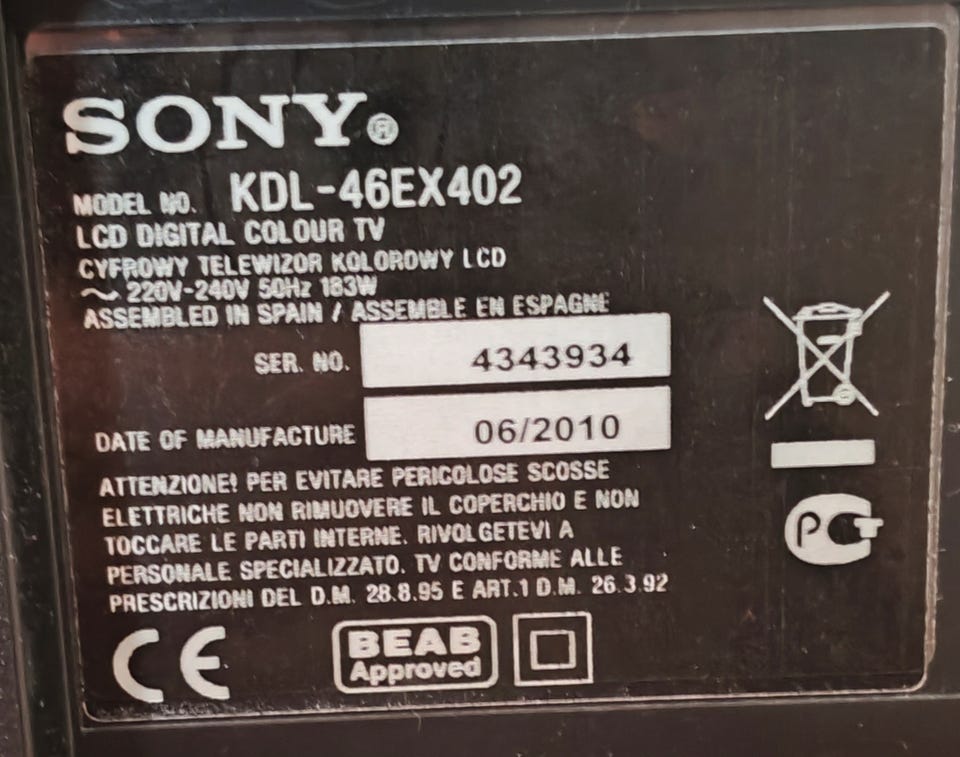 SONY®
MODEL NO. KDL-46EX402
LCD DIGITAL COLOUR TV
CYFROWY TELEWIZOR KOLOROWY LCD
~ 220V-240V 50Hz 183W
ASSEMBLED IN SPAIN / ASSEMBLE EN ESPAGNE
SER. NO. 4343934
DATE OF MANUFACTURE 06/2010
ATTENZIONE! PER EVITARE PERICOLOSE SCOSSE
ELETTRICHE NON RIMUOVERE IL COPERCHIO E NON
TOCCARE LE PARTI INTERNE. RIVOLGETEVI A
PERSONALE SPECIALIZZATO. TV CONFORME ALLE
PRESCRIZIONI DEL D.M. 28.8.95 E ART.1 D.M. 26.3.92
CE
BEAB
Approved
PCT